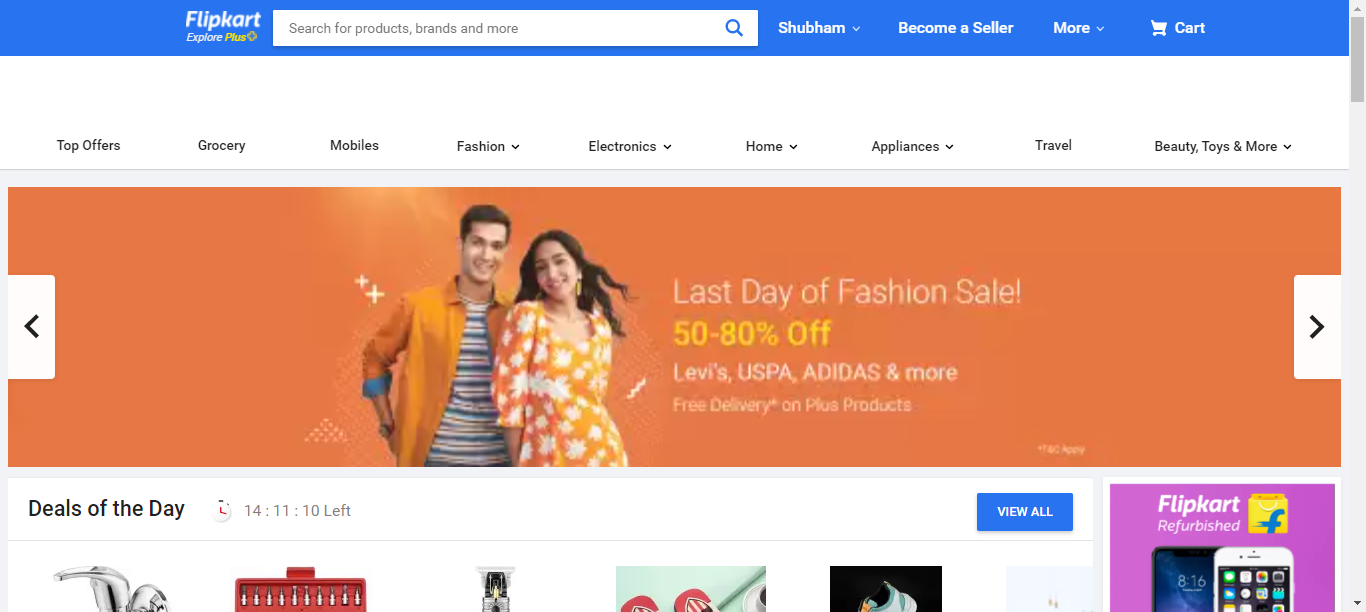 Flipkart
Explore Plus
Search for products, brands and more
Shubham
Become a Seller
More
Cart
Top Offers
Grocery
Mobiles
Fashion
Electronics
Home
Appliances
Travel
Beauty, Toys & More
Last Day of Fashion Sale!
50-80% Off
Levi's, USPA, ADIDAS & more
Free Delivery* on Plus Products
*T&C Apply
Deals of the Day
14 : 11 : 10 Left
VIEW ALL
Flipkart
Refurbished
8:16